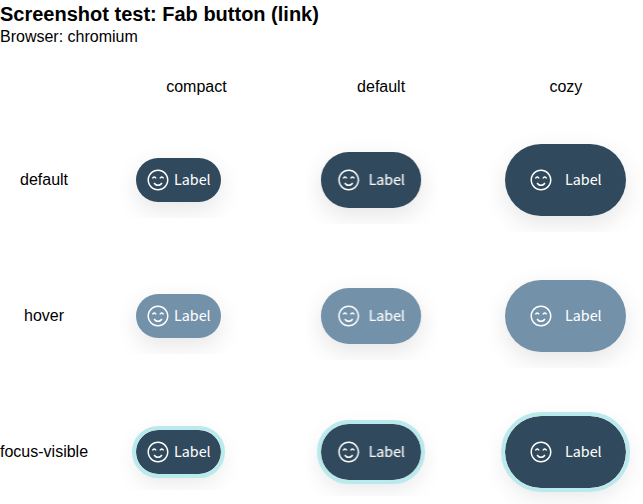 Screenshot test: Fab button (link)
Browser: chromium
compact default cozy
default Label Label Label
hover Label Label Label
focus-visible Label Label Label